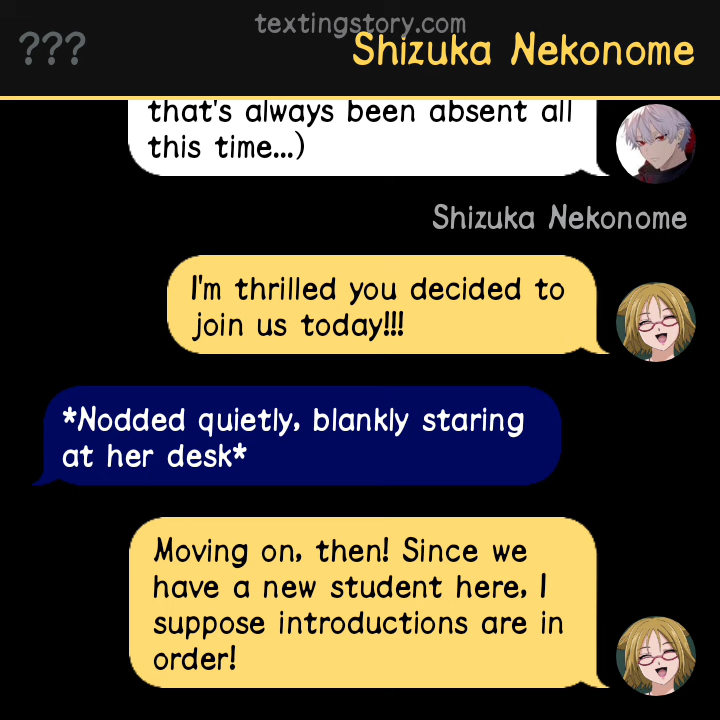 textingstory.com
???
Shizuka Nekonome
that's always been absent all
this time...)
Shizuka Nekonome
I'm thrilled you decided to
join us today!!!
*Nodded quietly, blankly staring
at her desk*
Moving on, then! Since we
have a new student here, I
suppose introductions are in
order!